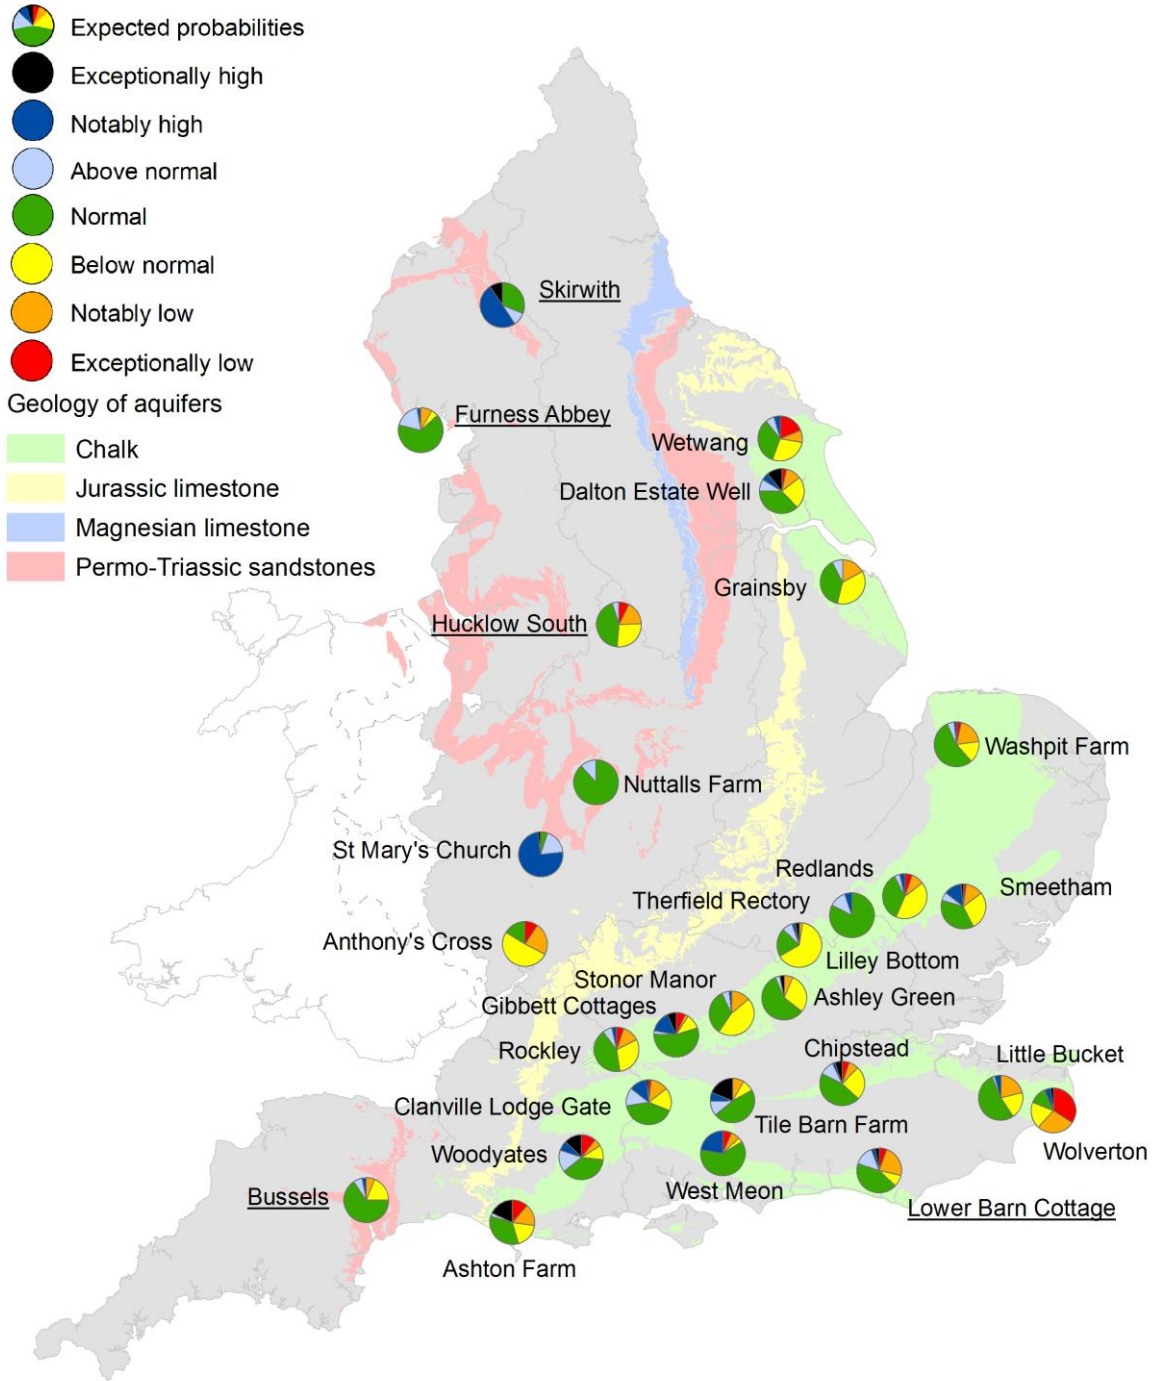 Expected probabilities
Exceptionally high
Notably high
Above normal
Normal
Below normal
Notably low
Exceptionally low
Geology of aquifers
Chalk
Jurassic limestone
Magnesian limestone
Permo-Triassic sandstones
Skirwith
Furness Abbey
Wetwang
Dalton Estate Well
Grainsby
Hucklow South
Washpit Farm
Nuttalls Farm
St Mary's Church
Redlands
Smeetham
Therfield Rectory
Anthony's Cross
Lilley Bottom
Stonor Manor
Ashley Green
Gibbett Cottages
Rockley
Chipstead
Little Bucket
Clanville Lodge Gate
Tile Barn Farm
Wolverton
Woodyates
West Meon
Bussels
Lower Barn Cottage
Ashton Farm